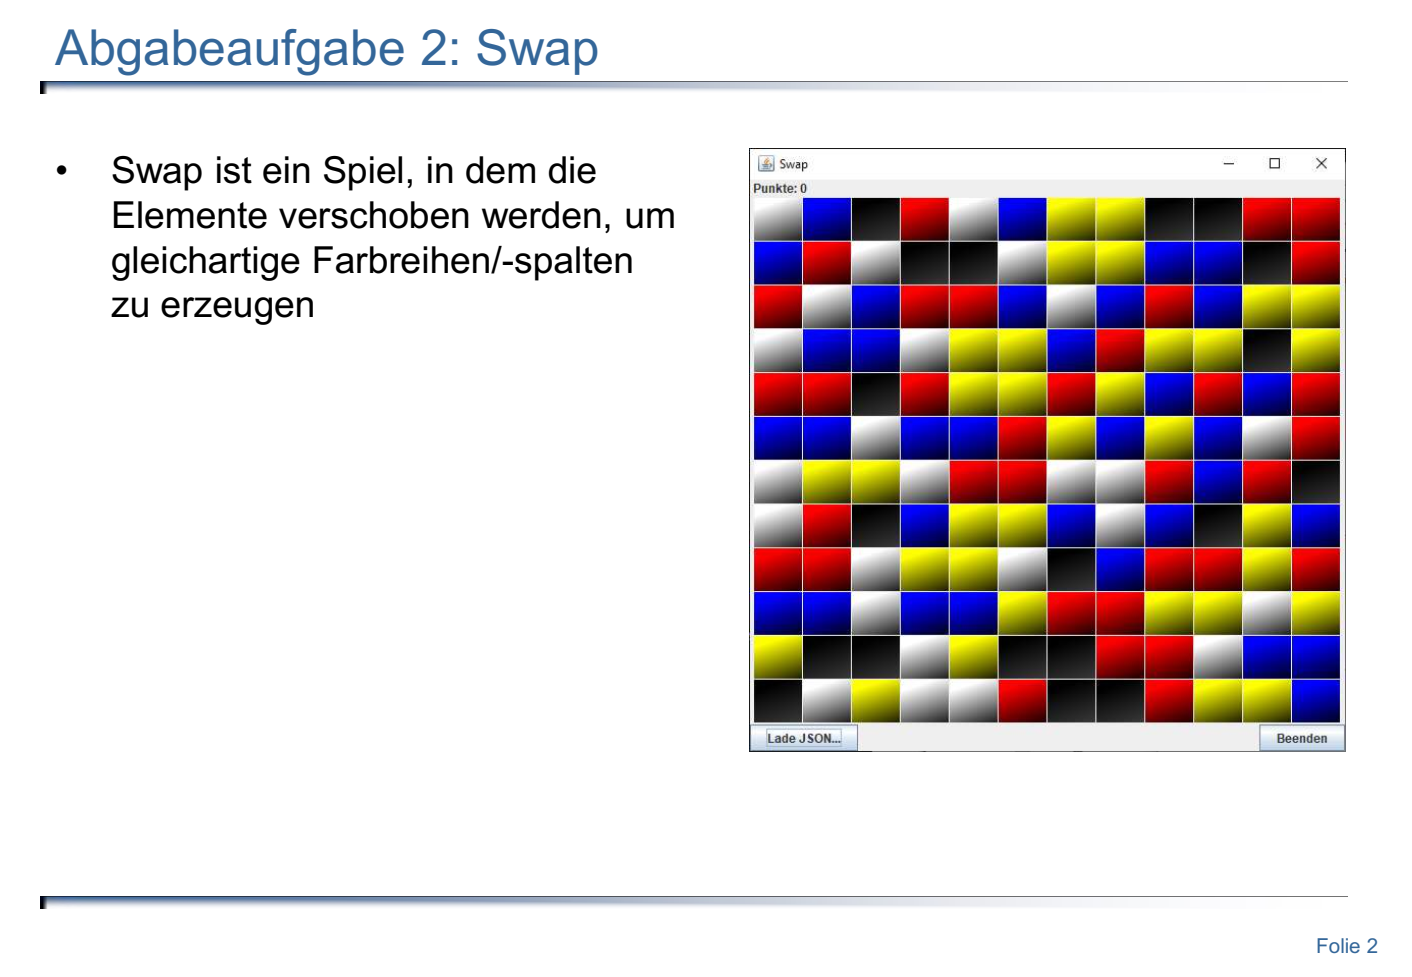 Abgabeaufgabe 2: Swap
• Swap ist ein Spiel, in dem die
Elemente verschoben werden, um
gleichartige Farbreihen/-spalten
zu erzeugen
Swap
Punkte: 0
Lade JSON...
Beenden
Folie 2